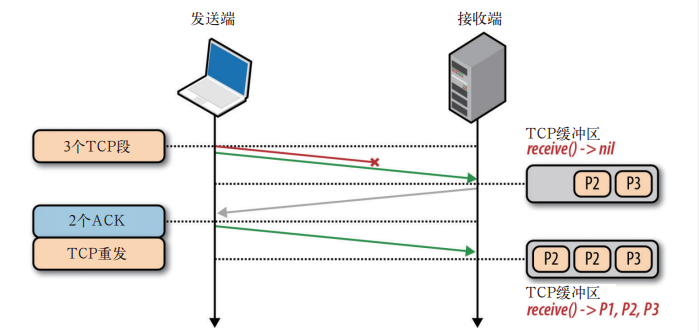 发送端
接收端
3个TCP段
TCP缓冲区
receive() -> nil
P2
P3
2个ACK
TCP重发
P2
P2
P3
TCP缓冲区
receive() -> P1, P2, P3